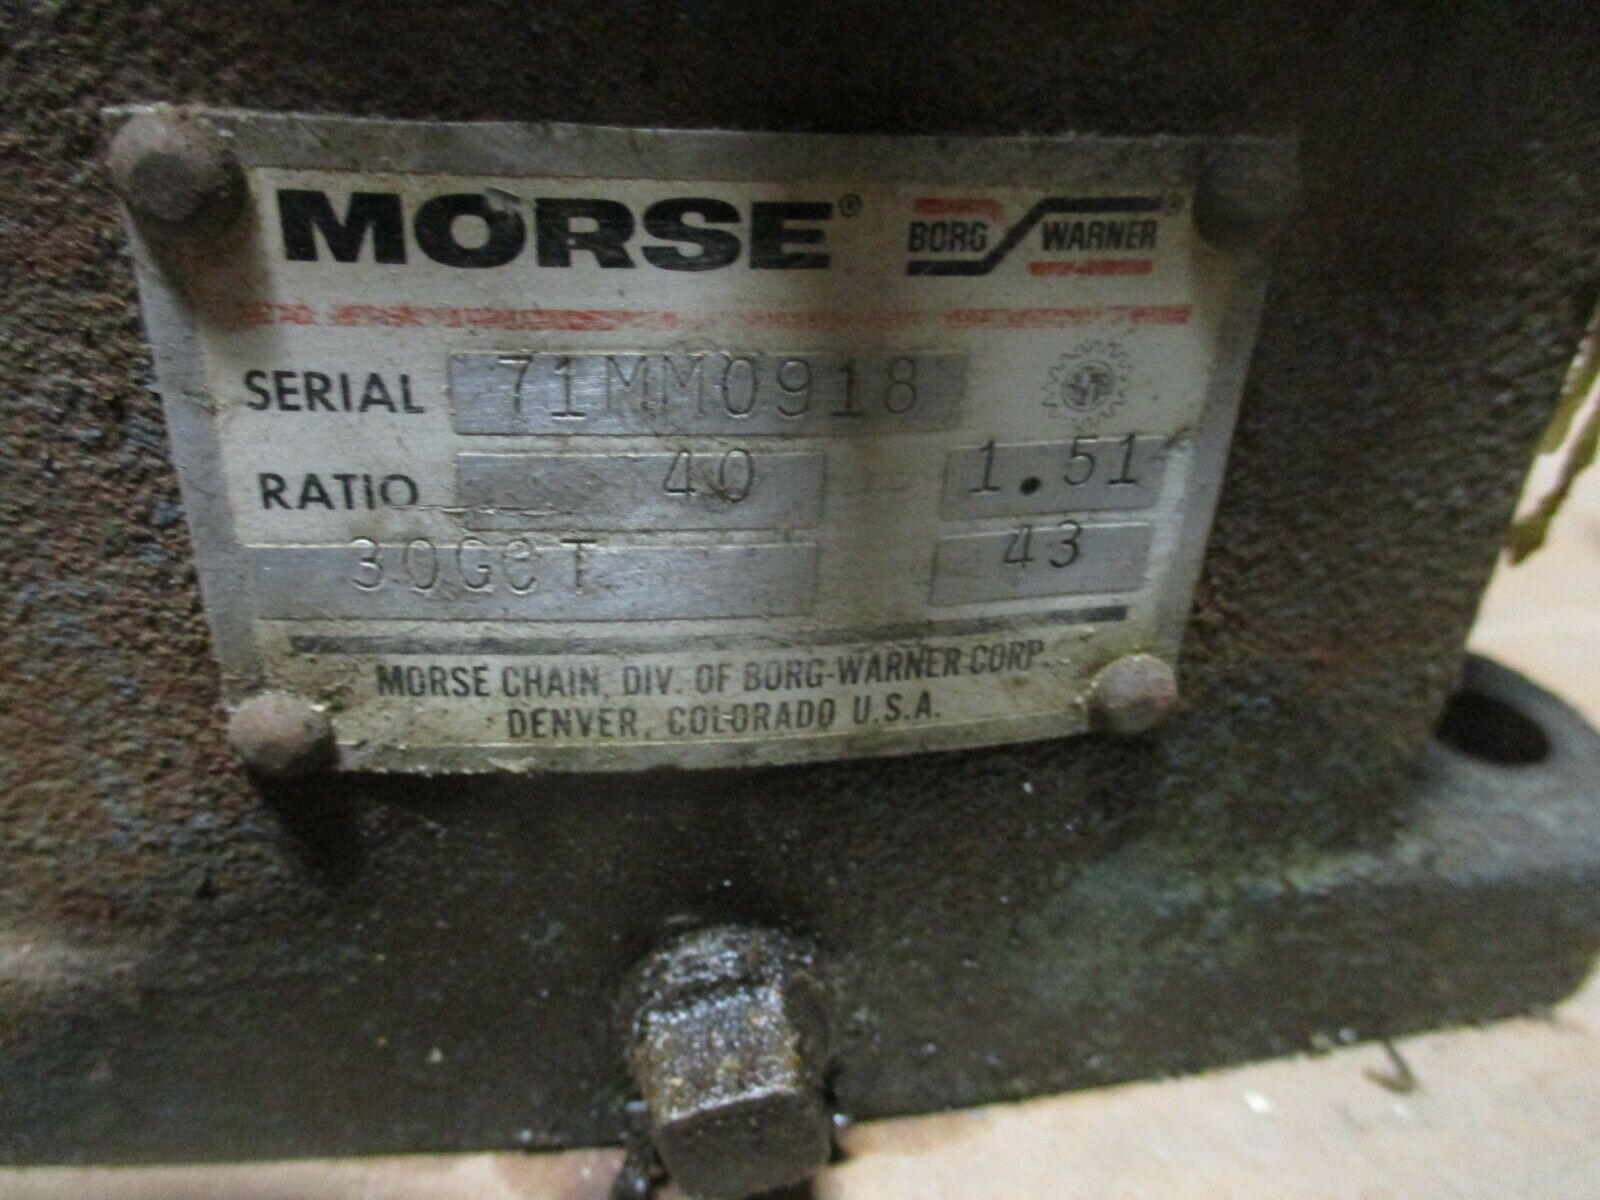 MORSE® BORG WARNER®
SERIAL 71MM0918
RATIO 40 1.51
30GCT 43
MORSE CHAIN, DIV. OF BORG-WARNER CORP.
DENVER, COLORADO U.S.A.